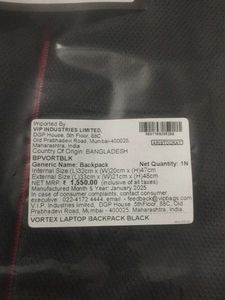 Imported By
VIP INDUSTRIES LIMITED,
DGP House, 5th Floor, 88C
Old Prabhadevi Road, Mumbai-400025,
Maharashtra, India
Country Of Origin: BANGLADESH
ARISTOCRAT
BPVORTBLK
Generic Name: Backpack Net Quantity: 1N
Internal Size (L)32cm x (W)20cm x (H)47cm
External Size (L)33cm x (W)21cm x (H)48cm
NET MRP ₹ 1,550.00 (inclusive of all taxes)
Manufactured Month & Year January 2025
In case of consumer complaints, contact consumer
executive: 022-4172 4444, email - feedback@vipbags.com
V.I.P. Industries limited, DGP House 5th Floor, 88C, Old
Prabhadevi Road, Mumbai - 400025, Maharashtra, India.
VORTEX LAPTOP BACKPACK BLACK